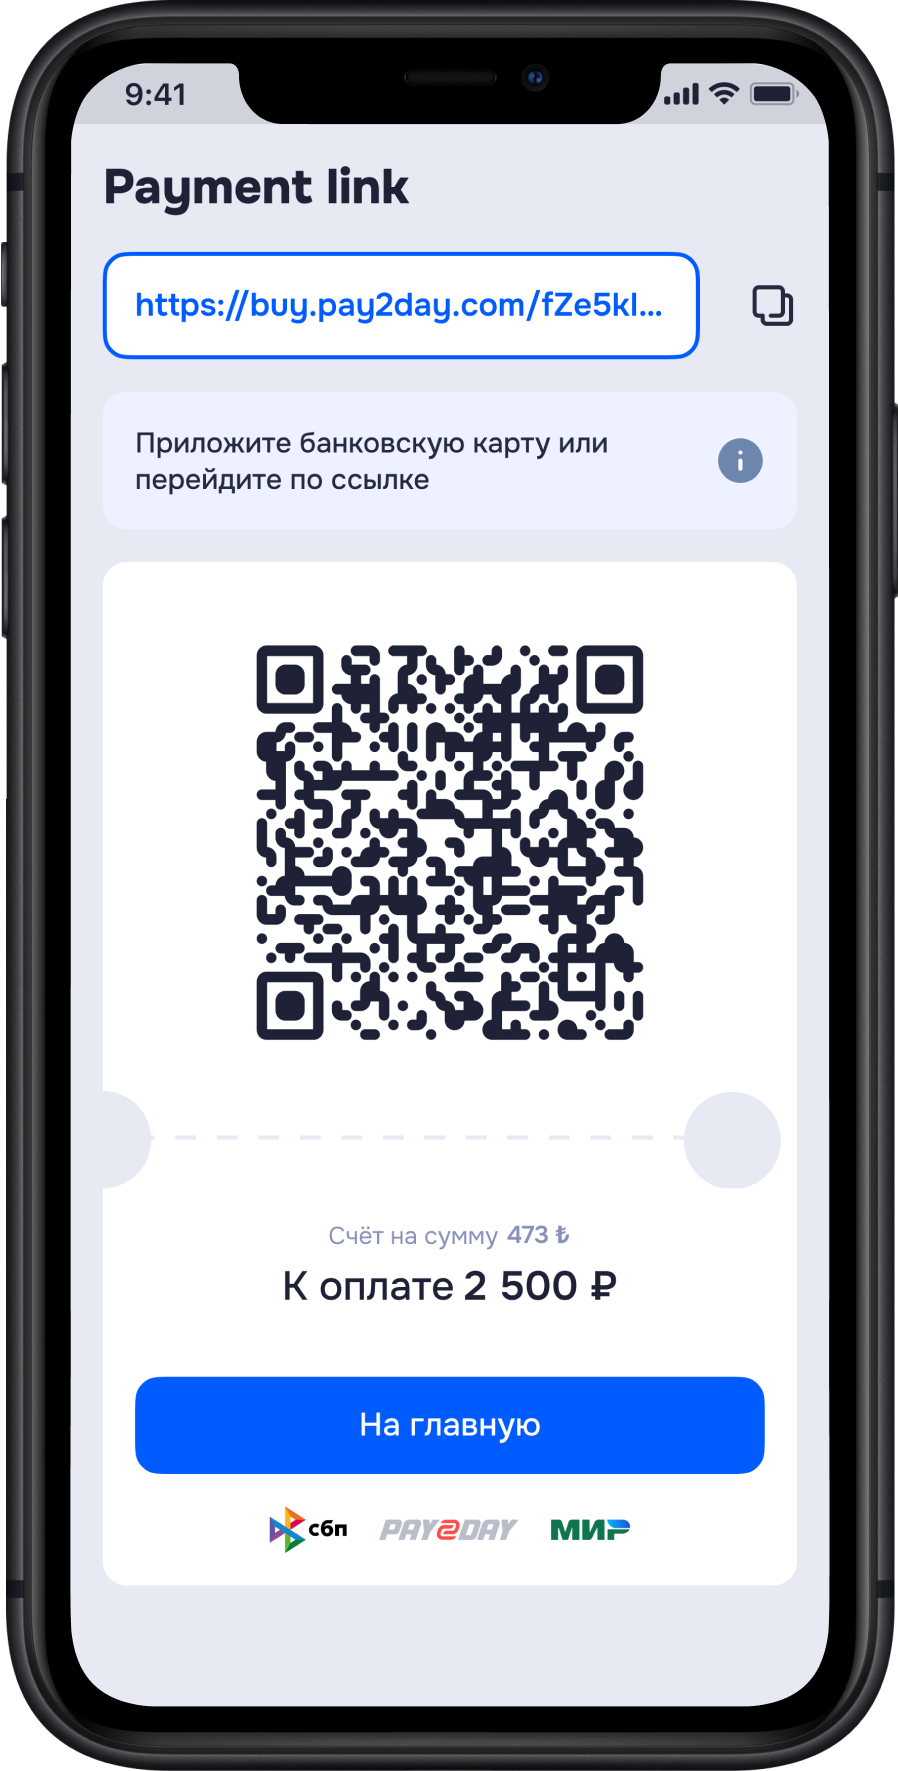 9:41
Payment link
https://buy.pay2day.com/fZe5kl...
Приложите банковскую карту или
перейдите по ссылке
Счёт на сумму 473 ₺
К оплате 2 500 ₽
На главную
сбп PAY2DAY МИР